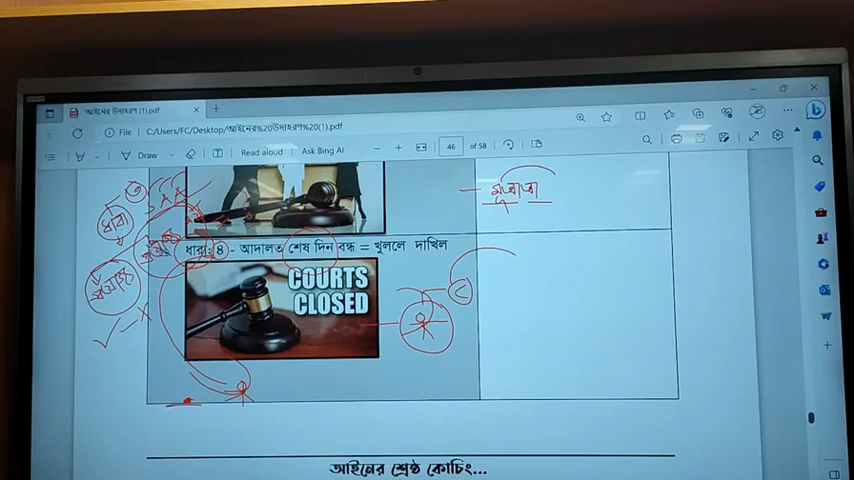 আইনের উদাহরণ (1).pdf
File
C:/Users/FC/Desktop/আইনের%20উদাহরণ%20(1).pdf
Draw
Read aloud
Ask Bing AI
46 of 58
ধারা
ধারা: 8 - আদালত শেষ দিন বন্ধ = খুললে দাখিল
COURTS
CLOSED
আইনের শ্রেষ্ঠ কোচিং...